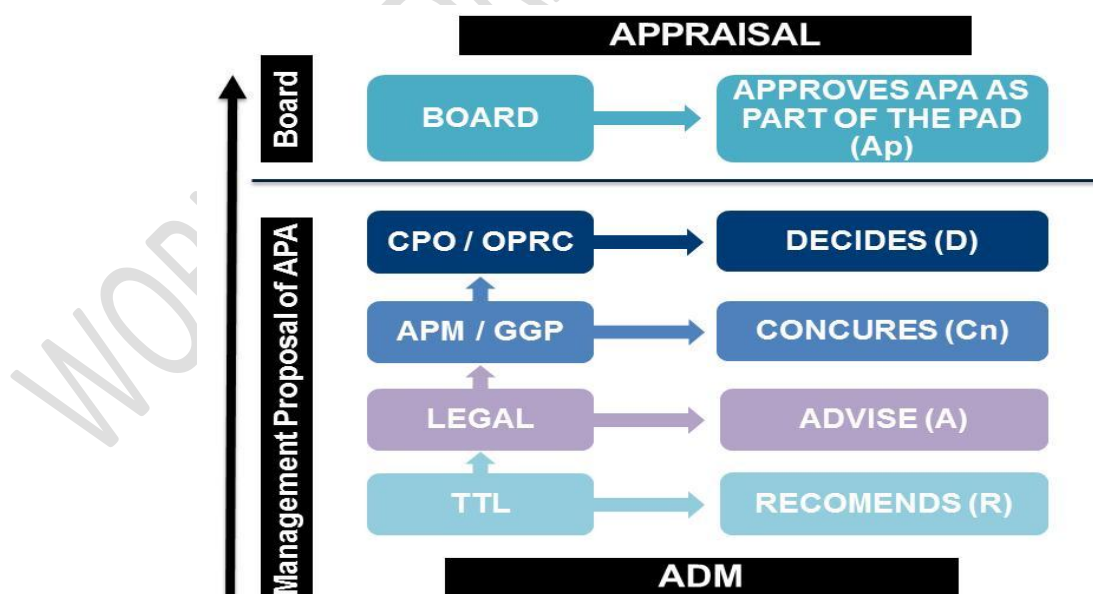 APPRAISAL
Board
BOARD
APPROVES APA AS
PART OF THE PAD
(Ap)
Management Proposal of APA
CPO / OPRC
DECIDES (D)
APM / GGP
CONCURES (Cn)
LEGAL
ADVISE (A)
TTL
RECOMENDS (R)
ADM